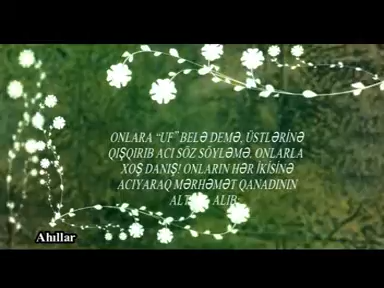 ONLARA “UF” BELƏ DEMƏ, ÜSTLƏRİNƏ
QIŞQIRIB ACI SÖZ SÖYLƏMƏ, ONLARLA
XOŞ DANIŞ! ONLARIN HƏR İKİSİNƏ
ACIYARAQ MƏRHƏMƏT QANADININ
ALIB,
Ahıllar